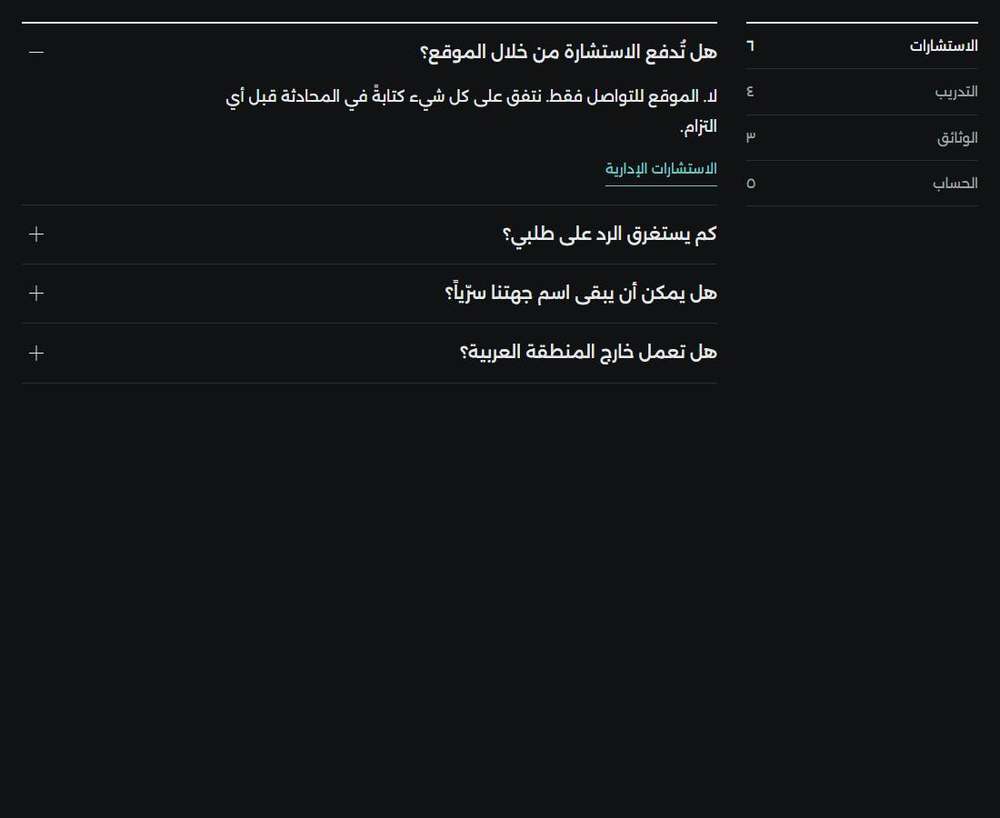 الاستشارات ٦
التدريب ٤
الوثائق ٣
الحساب ٥
هل تُدفع الاستشارة من خلال الموقع؟
لا. الموقع للتواصل فقط. نتفق على كل شيء كتابةً في المحادثة قبل أي
التزام.
الاستشارات الإدارية
كم يستغرق الرد على طلبي؟
هل يمكن أن يبقى اسم جهتنا سرّياً؟
هل تعمل خارج المنطقة العربية؟